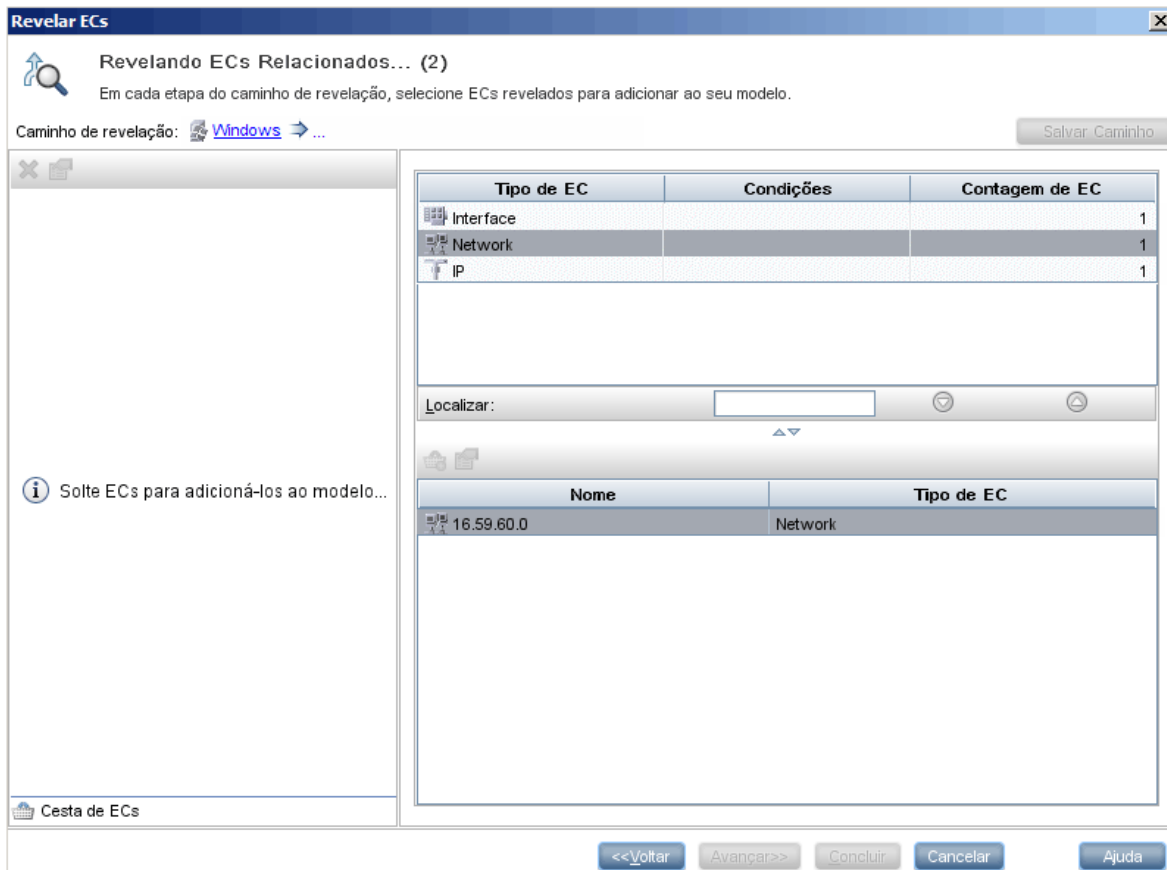 Revelar ECs
Revelando ECs Relacionados... (2)
Em cada etapa do caminho de revelação, selecione ECs revelados para adicionar ao seu modelo.
Caminho de revelação: Windows ...
Salvar Caminho
Tipo de EC Condições Contagem de EC
Interface 1
Network 1
IP 1
Localizar:
Solte ECs para adicioná-los ao modelo...
Nome Tipo de EC
16.59.60.0 Network
Cesta de ECs
<<Voltar Avançar>> Concluir Cancelar Ajuda